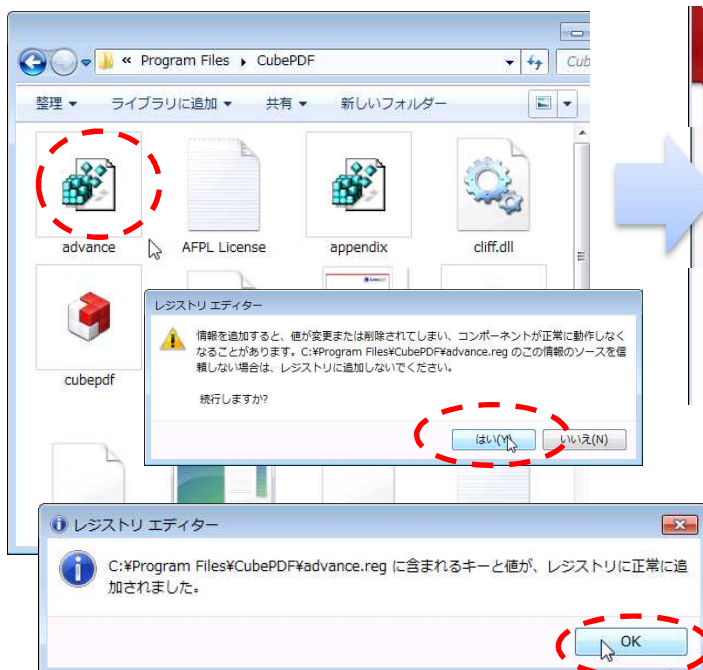 « Program Files ▸ CubePDF
Cub
整理 ▼ ライブラリに追加 ▼ 共有 ▼ 新しいフォルダー
advance AFPL License appendix cliff.dll
cubepdf
レジストリ エディター
情報を追加すると、値が変更または削除されてしまい、コンポーネントが正常に動作しなく
なることがあります。C:¥Program Files¥CubePDF¥advance.reg のこの情報のソースを信
頼しない場合は、レジストリに追加しないでください。
続行しますか?
はい(Y) いいえ(N)
レジストリ エディター
C:¥Program Files¥CubePDF¥advance.reg に含まれるキーと値が、レジストリに正常に追
加されました。
OK